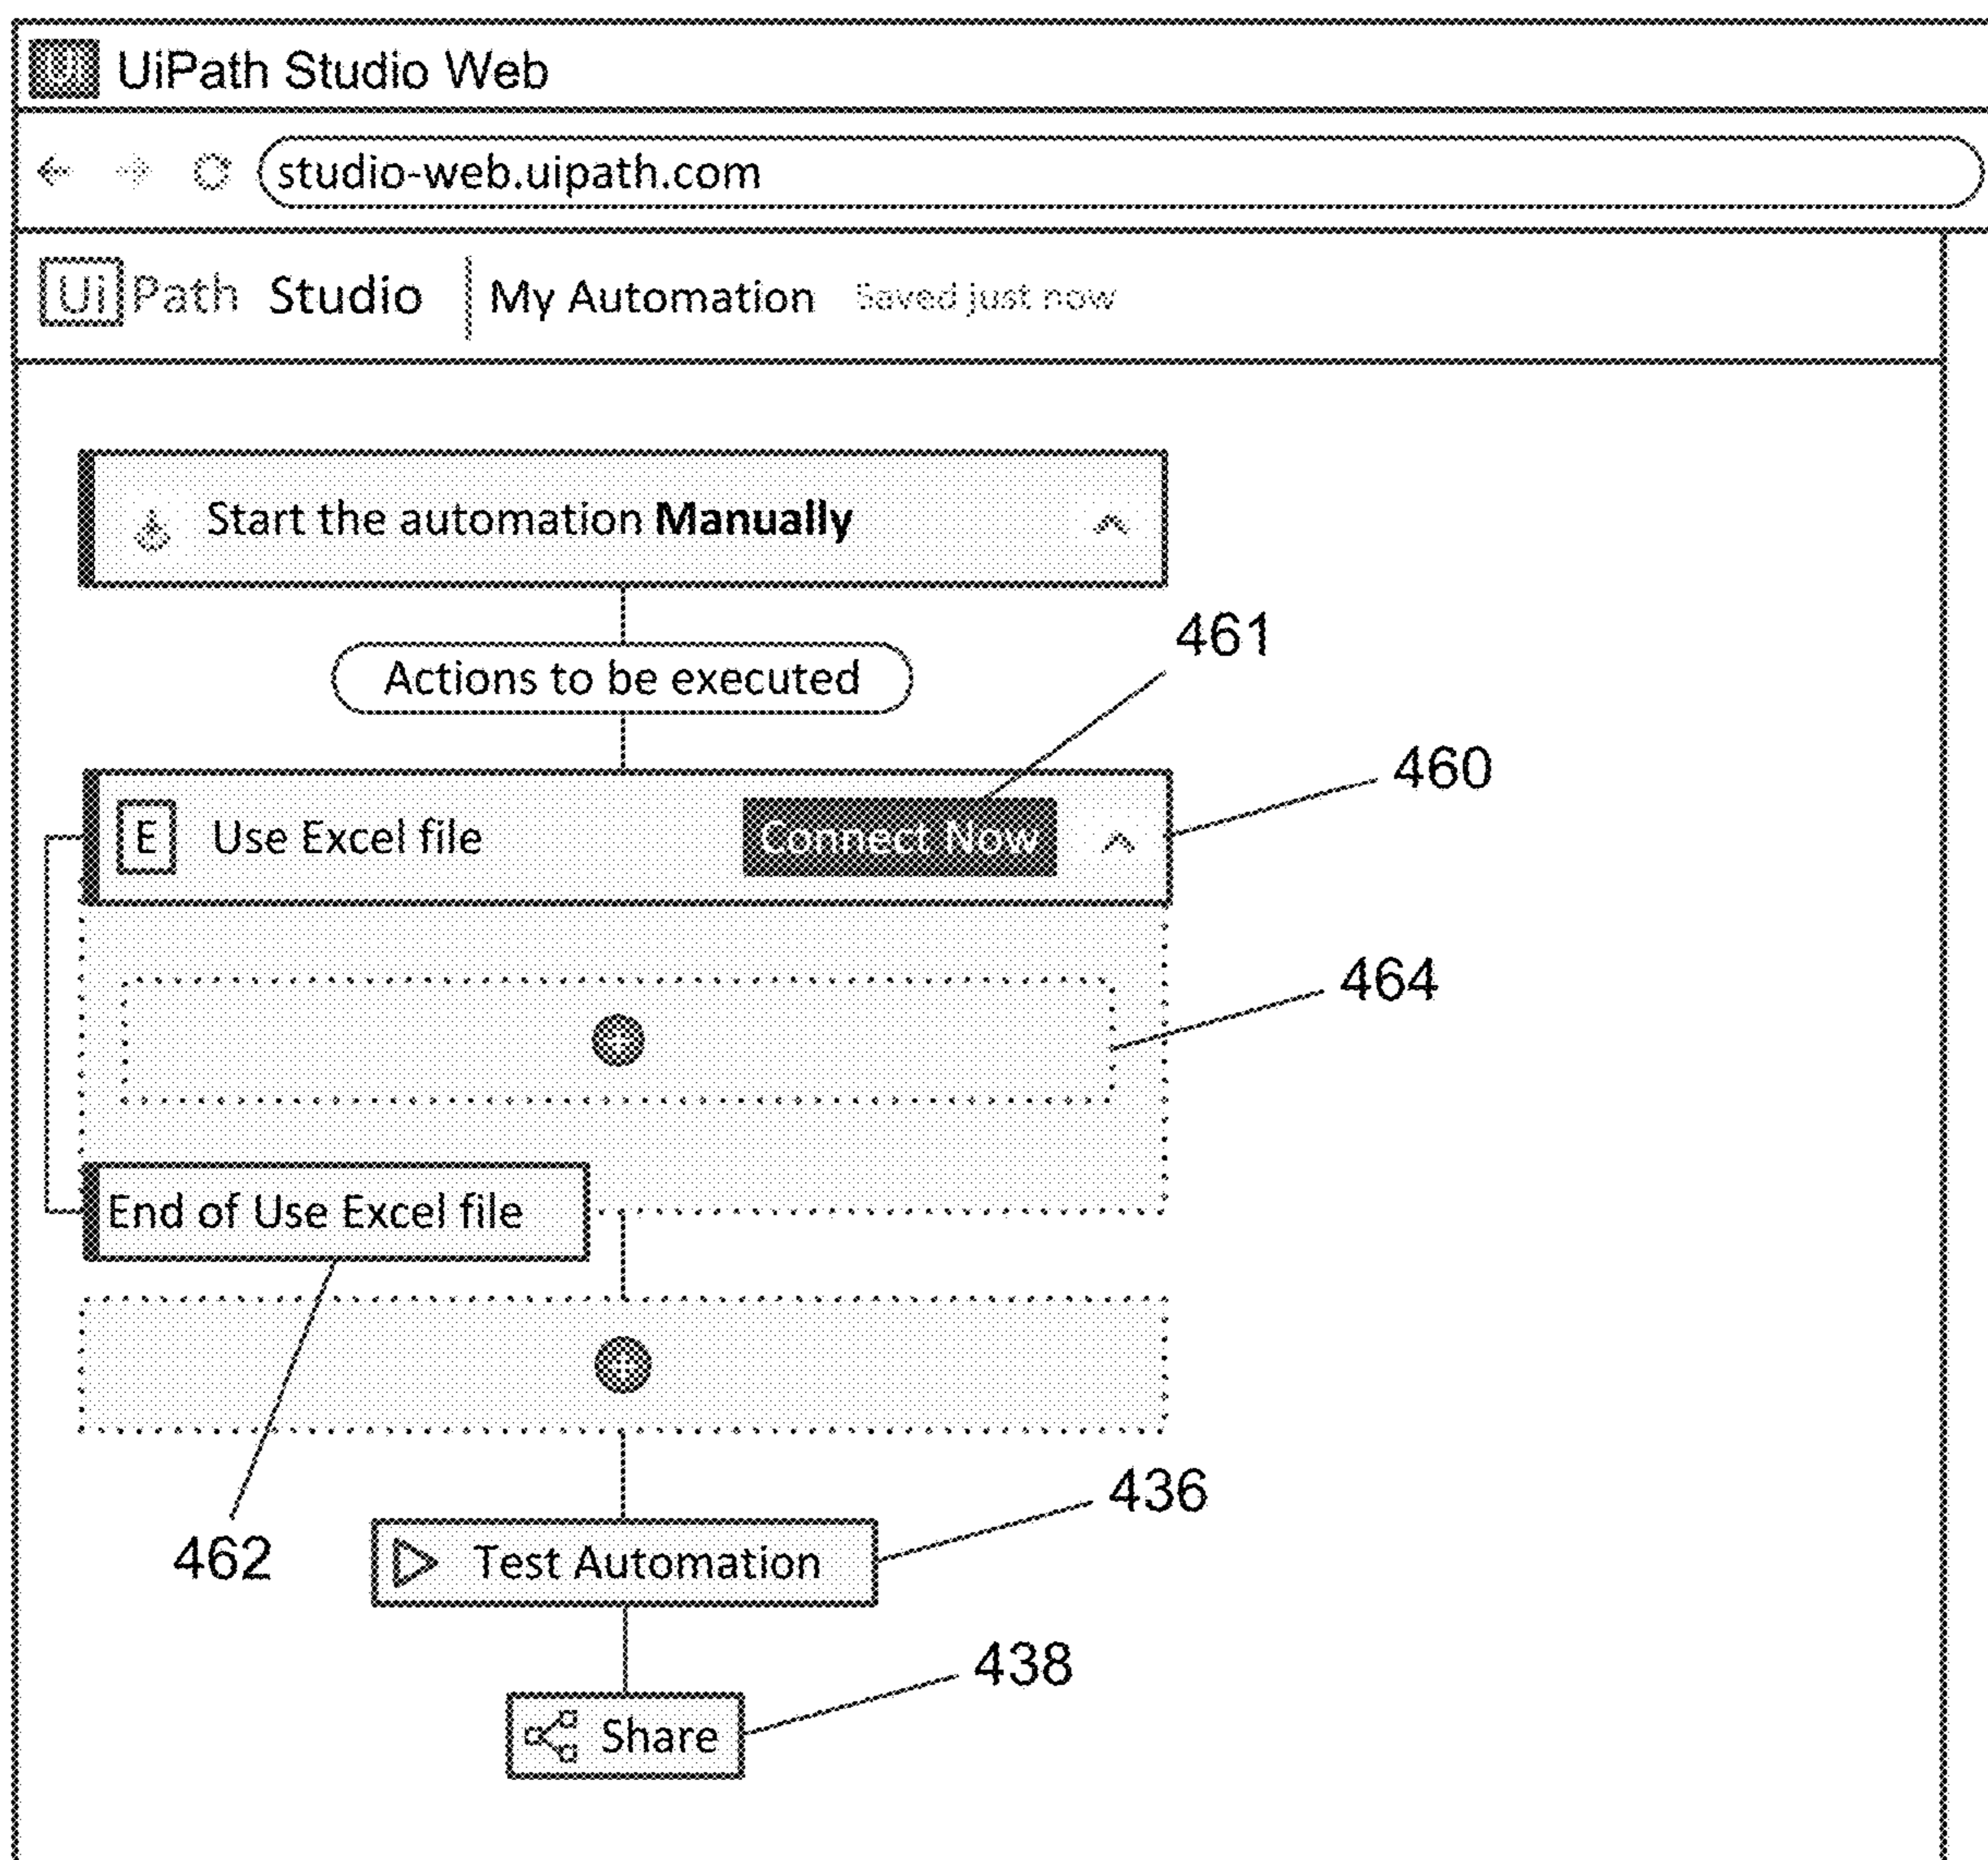 Ui UiPath Studio Web
studio-web.uipath.com
UiPath Studio My Automation Saved just now
Start the automation Manually
461
Actions to be executed
460
E Use Excel file Connect Now
464
End of Use Excel file
436
462
Test Automation
438
Share